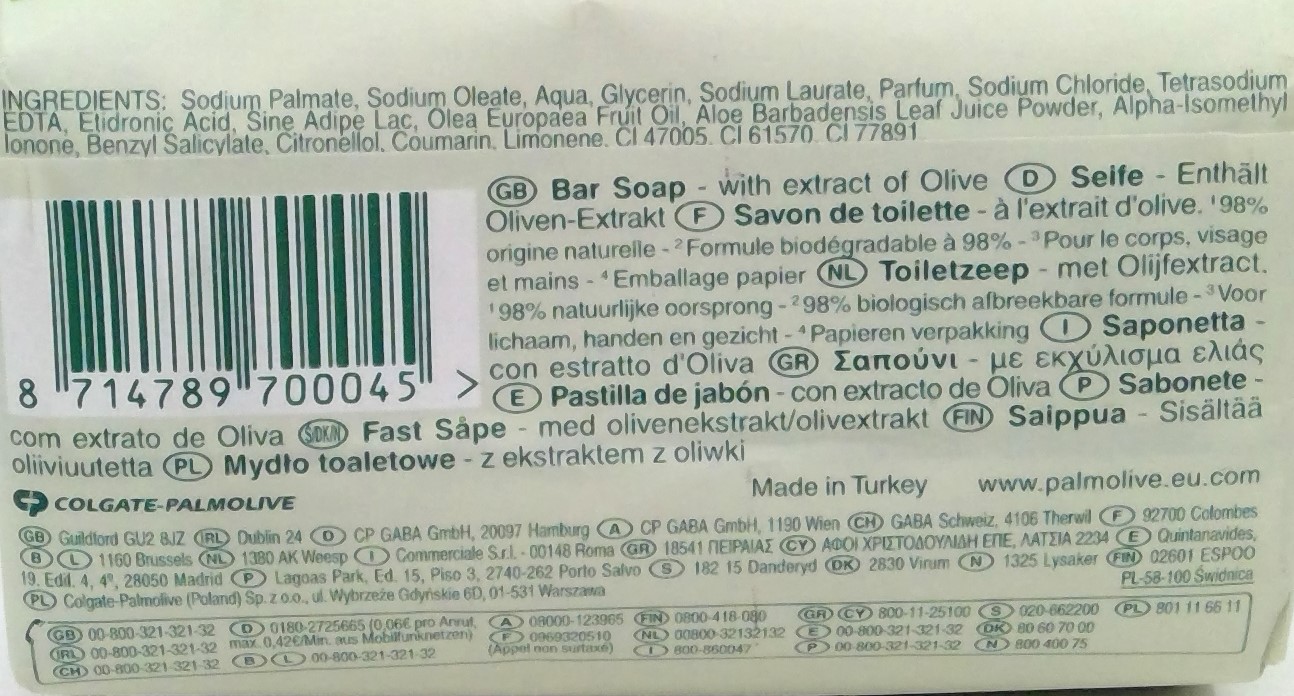 INGREDIENTS: Sodium Palmate, Sodium Oleate, Aqua, Glycerin, Sodium Laurate, Parfum, Sodium Chloride, Tetrasodium
EDTA, Etidronic Acid, Sine Adipe Lac, Olea Europaea Fruit Oil, Aloe Barbadensis Leaf Juice Powder, Alpha-Isomethyl
Ionone, Benzyl Salicylate, Citronellol, Coumarin, Limonene. CI 47005. CI 61570. CI 77891
GB Bar Soap - with extract of Olive D Seife - Enthält
Oliven-Extrakt F Savon de toilette - à l'extrait d'olive. ¹98%
origine naturelle - ²Formule biodégradable à 98% - ³Pour le corps, visage
et mains - ⁴Emballage papier NL Toiletzeep - met Olijfextract.
¹98% natuurlijke oorsprong - ²98% biologisch afbreekbare formule - ³Voor
lichaam, handen en gezicht - ⁴Papieren verpakking I Saponetta -
con estratto d'Oliva GR Σαπούνι - με εκχύλισμα ελιάς
E Pastilla de jabón - con extracto de Oliva P Sabonete -
8 714789 700045 >
com extrato de Oliva S/DK/N Fast Såpe - med olivenekstrakt/olivextrakt FIN Saippua - Sisältää
oliiviuutetta PL Mydło toaletowe - z ekstraktem z oliwki
Made in Turkey www.palmolive.eu.com
COLGATE-PALMOLIVE
GB Guildford GU2 8JZ IRL Dublin 24 D CP GABA GmbH, 20097 Hamburg A CP GABA GmbH, 1190 Wien CH GABA Schweiz, 4106 Therwil F 92700 Colombes
B L 1160 Brussels NL 1380 AK Weesp I Commerciale S.r.l. - 00148 Roma GR 18541 ΠΕΙΡΑΙΑΣ CY ΑΦΟΙ ΧΡΙΣΤΟΔΟΥΛΙΔΗ ΕΠΕ, ΛΑΤΣΙΑ 2234 E Quintanavides,
19, Edif. 4, 4º, 28050 Madrid P Lagoas Park, Ed. 15, Piso 3, 2740-262 Porto Salvo S 182 15 Danderyd DK 2830 Virum N 1325 Lysaker FIN 02601 ESPOO
PL Colgate-Palmolive (Poland) Sp. z o.o., ul. Wybrzeże Gdyńskie 6D, 01-531 Warszawa PL-58-100 Świdnica
GB 00-800-321-321-32 D 0180-2725665 (0,06€ pro Anruf, A 08000-123965 FIN 0800-418-080 GR CY 800-11-25100 S 020-662200 PL 801 11 66 11
IRL 00-800-321-321-32 max. 0,42€/Min. aus Mobilfunknetzen) F 0969320510 NL 00800-32132132 E 00-800-321-321-32 DK 80 60 70 00
CH 00-800-321-321-32 B L 00-800-321-321-32 (Appel non surtaxé) I 800-860047 P 00-800-321-321-32 N 800 400 75